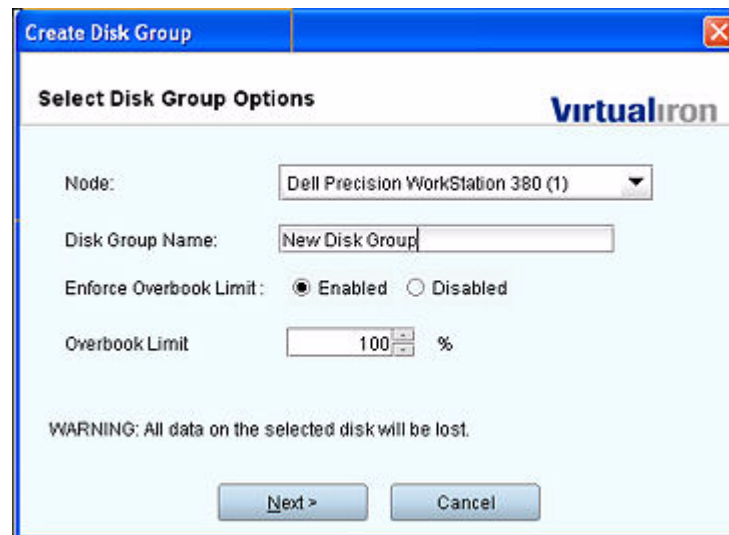 Create Disk Group
Select Disk Group Options
Virtualiron
Node: Dell Precision WorkStation 380 (1)
Disk Group Name: New Disk Group
Enforce Overbook Limit: Enabled Disabled
Overbook Limit 100 %
WARNING: All data on the selected disk will be lost.
Next > Cancel